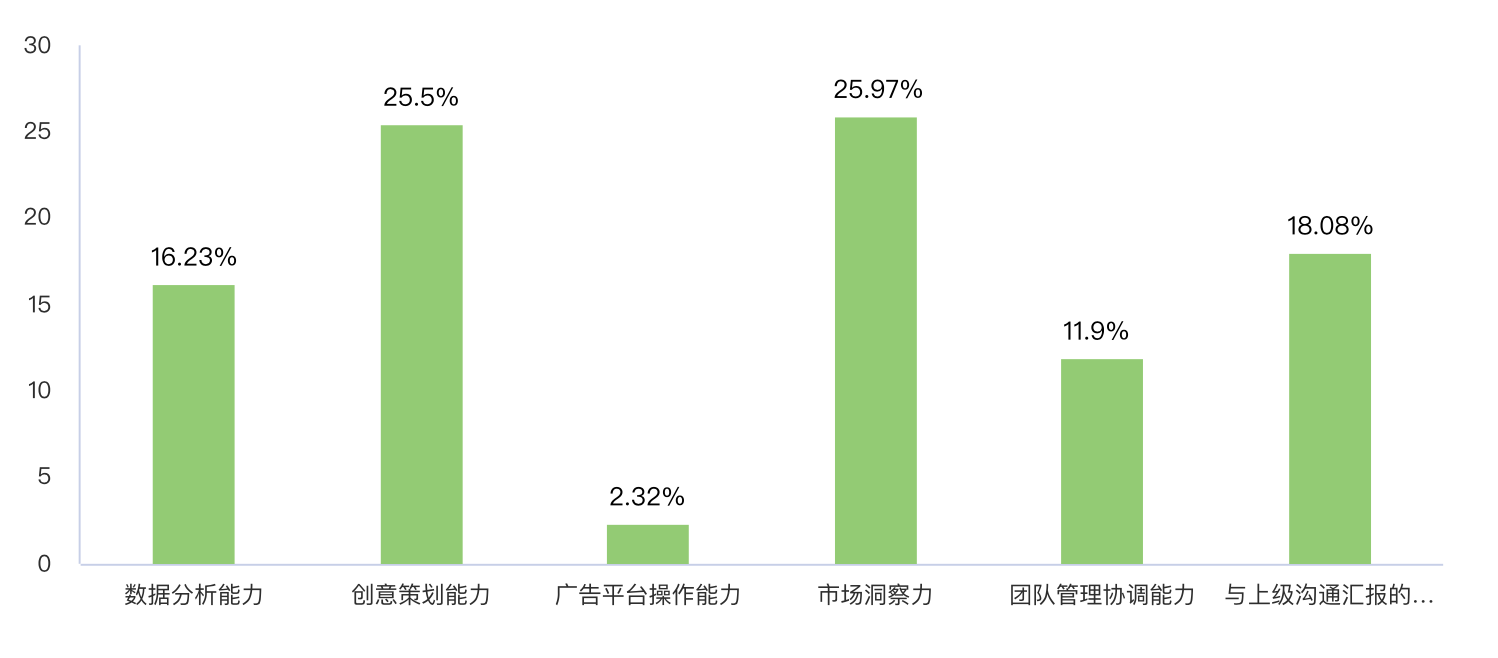 30
25
20
15
10
5
0
16.23%
25.5%
2.32%
25.97%
11.9%
18.08%
数据分析能力
创意策划能力
广告平台操作能力
市场洞察力
团队管理协调能力
与上级沟通汇报的...